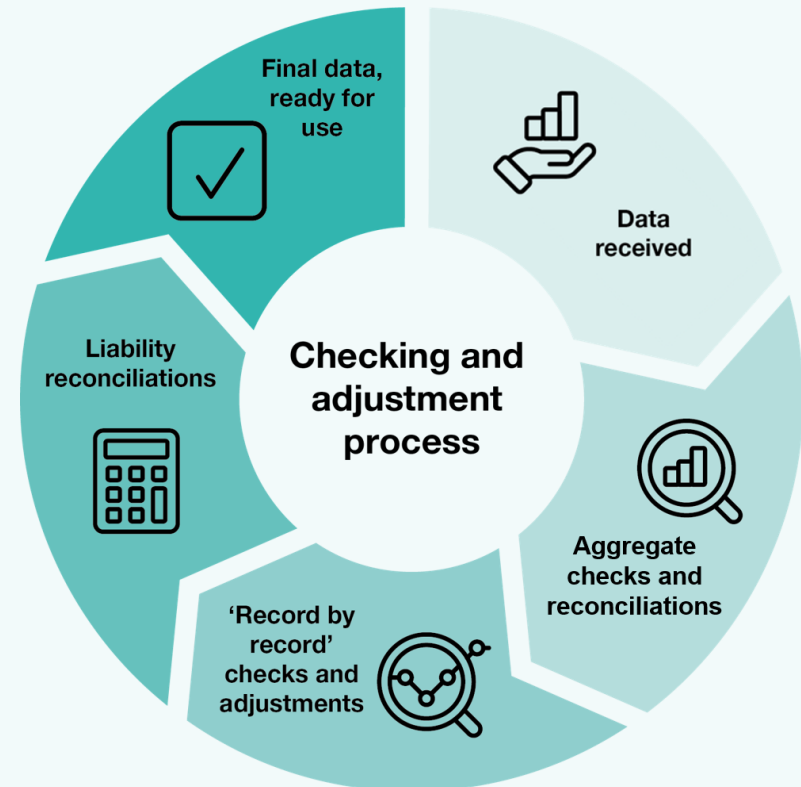 Final data,
ready for
use
Data
received
Liability
reconciliations
Checking and
adjustment
process
Aggregate
checks and
reconciliations
‘Record by
record’
checks and
adjustments